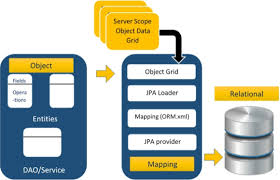 Server Scope
Object Data
Grid
Object
Fields
Opera
-tions
Entities
DAO/Service
Object Grid
JPA Loader
Mapping (ORM.xml)
JPA provider
Mapping
Relational